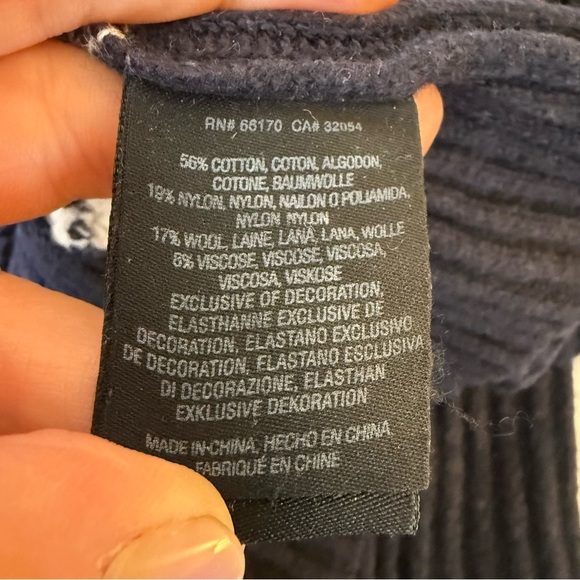 RN# 66170 CA# 32054
56% COTTON, COTON, ALGODON,
COTONE, BAUMWOLLE
19% NYLON, NYLON, NAILON O POLIAMIDA,
NYLON, NYLON
17% WOOL, LAINE, LANA, LANA, WOLLE
8% VISCOSE, VISCOSE, VISCOSA,
VISCOSA, VISKOSE
EXCLUSIVE OF DECORATION,
ELASTHANNE EXCLUSIVE DE
DECORATION, ELASTANO EXCLUSIVO
DE DECORATION, ELASTANO ESCLUSIVA
DI DECORAZIONE, ELASTHAN
EXKLUSIVE DEKORATION
MADE IN CHINA, HECHO EN CHINA
FABRIQUÉ EN CHINE